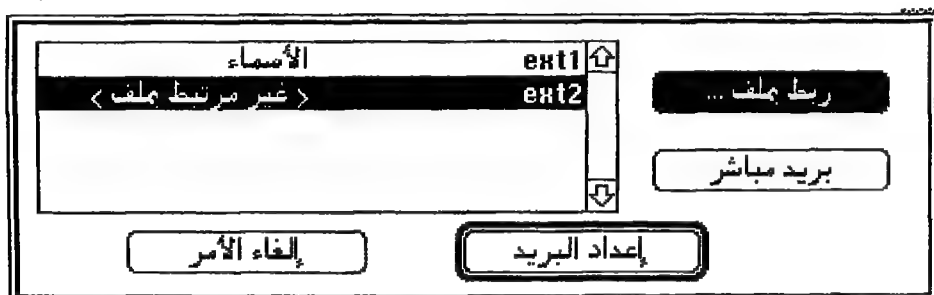 ext1 الأسماء
ext2 < غير مرتبط بملف >
ربط بملف ...
بريد مباشر
إعداد البريد
إلغاء الأمر